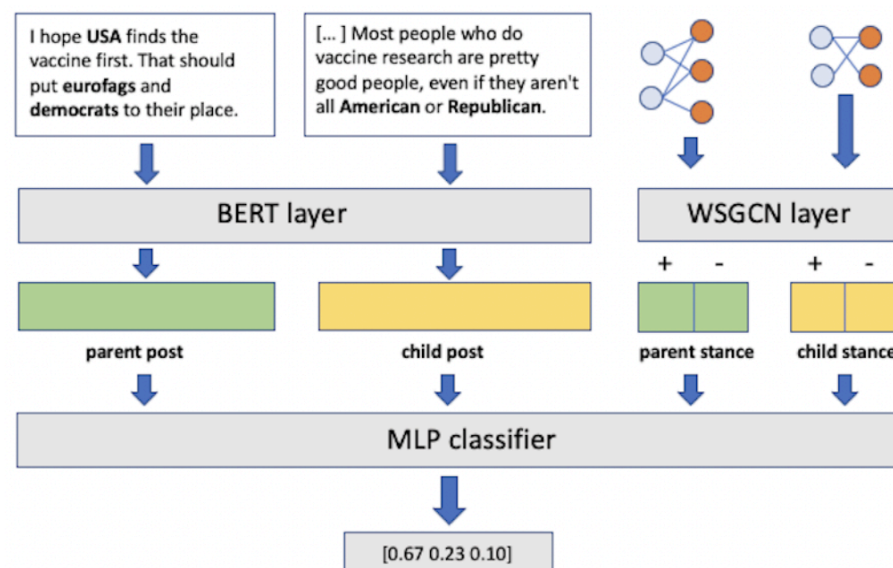 I hope USA finds the
vaccine first. That should
put eurofags and
democrats to their place.
[...] Most people who do
vaccine research are pretty
good people, even if they aren't
all American or Republican.
BERT layer
WSGCN layer
+ -
+ -
parent post
child post
parent stance
child stance
MLP classifier
[0.67 0.23 0.10]